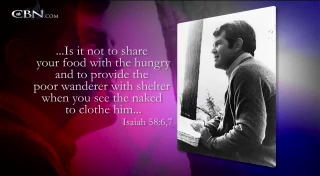 CBN.COM
...Is it not to share
your food with the hungry
and to provide the
poor wanderer with shelter
when you see the naked
to clothe him...
Isaiah 58:6,7